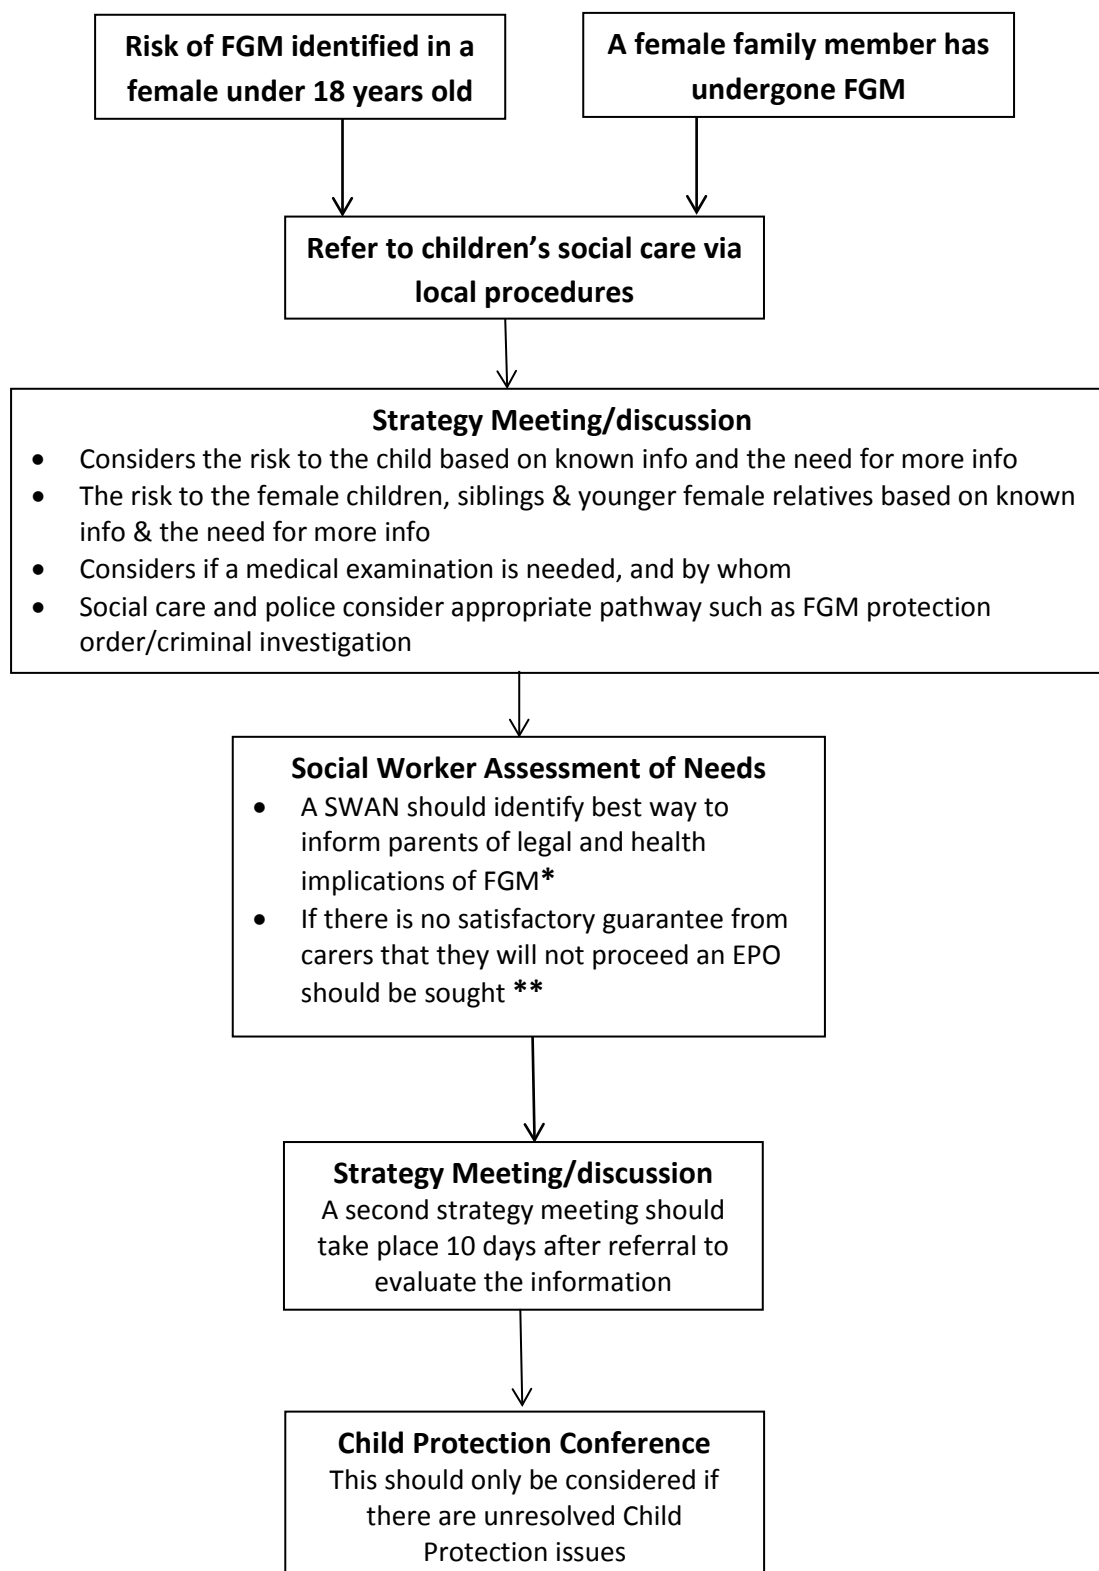 Risk of FGM identified in a
female under 18 years old
A female family member has
undergone FGM
Refer to children’s social care via
local procedures
Strategy Meeting/discussion
• Considers the risk to the child based on known info and the need for more info
• The risk to the female children, siblings & younger female relatives based on known
info & the need for more info
• Considers if a medical examination is needed, and by whom
• Social care and police consider appropriate pathway such as FGM protection
order/criminal investigation
Social Worker Assessment of Needs
• A SWAN should identify best way to
inform parents of legal and health
implications of FGM*
• If there is no satisfactory guarantee from
carers that they will not proceed an EPO
should be sought **
Strategy Meeting/discussion
A second strategy meeting should
take place 10 days after referral to
evaluate the information
Child Protection Conference
This should only be considered if
there are unresolved Child
Protection issues